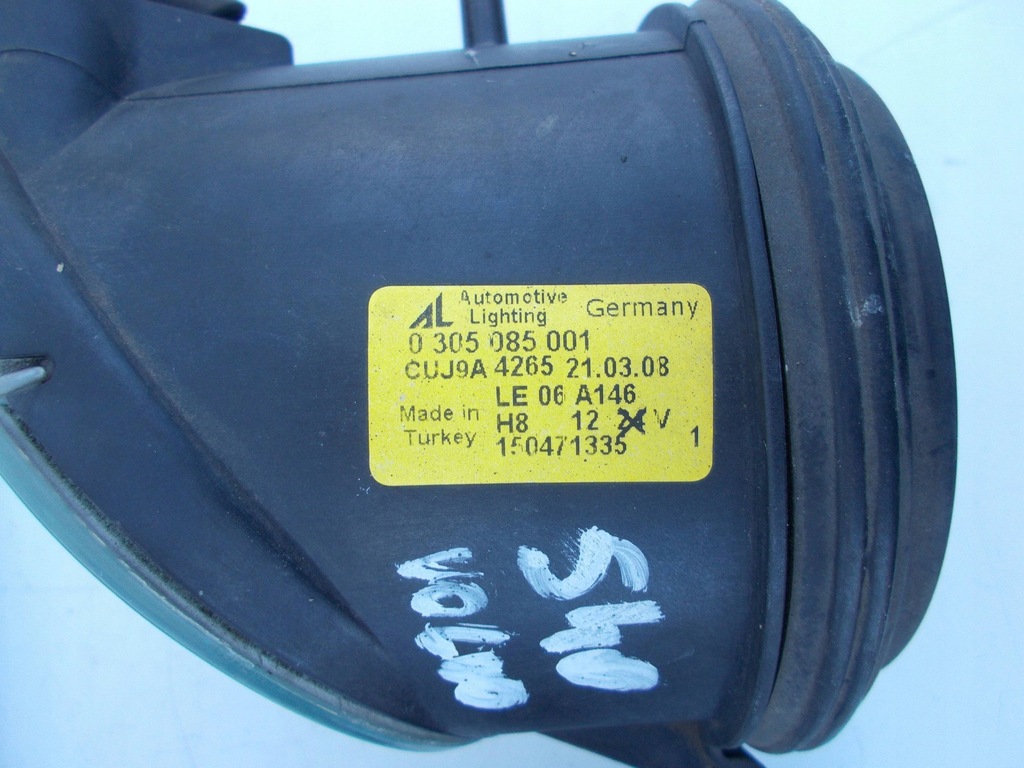 AL Automotive Lighting Germany
0 305 085 001
CUJ9A 4265 21.03.08
LE 06 A146
Made in Turkey
H8 12 V
150471335 1